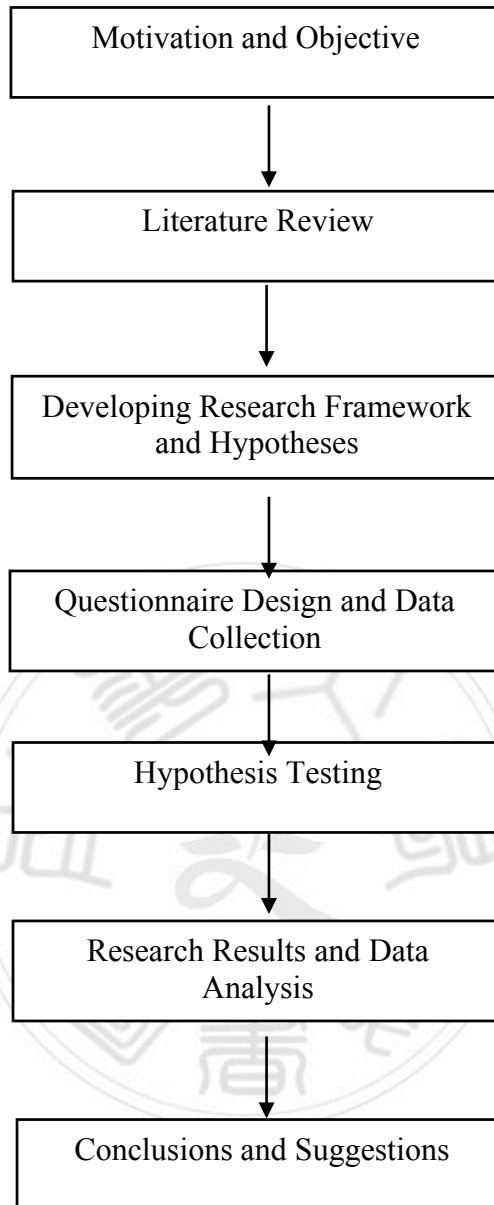 Motivation and Objective
Literature Review
Developing Research Framework
and Hypotheses
Questionnaire Design and Data
Collection
Hypothesis Testing
Research Results and Data
Analysis
Conclusions and Suggestions